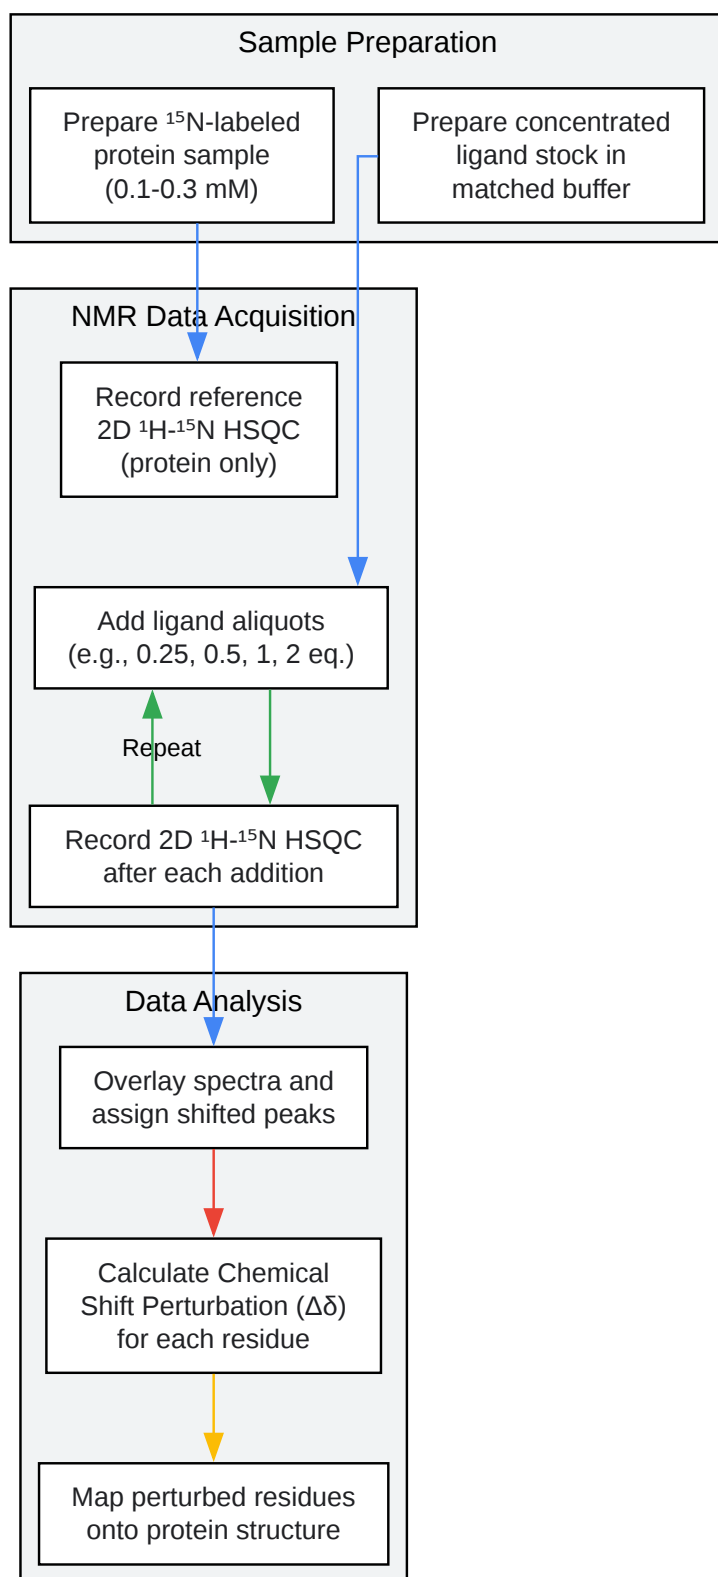 Sample Preparation
Prepare ¹⁵N-labeled
protein sample
(0.1-0.3 mM)
Prepare concentrated
ligand stock in
matched buffer
NMR Data Acquisition
Record reference
2D ¹H-¹⁵N HSQC
(protein only)
Add ligand aliquots
(e.g., 0.25, 0.5, 1, 2 eq.)
Repeat
Record 2D ¹H-¹⁵N HSQC
after each addition
Data Analysis
Overlay spectra and
assign shifted peaks
Calculate Chemical
Shift Perturbation (Δδ)
for each residue
Map perturbed residues
onto protein structure